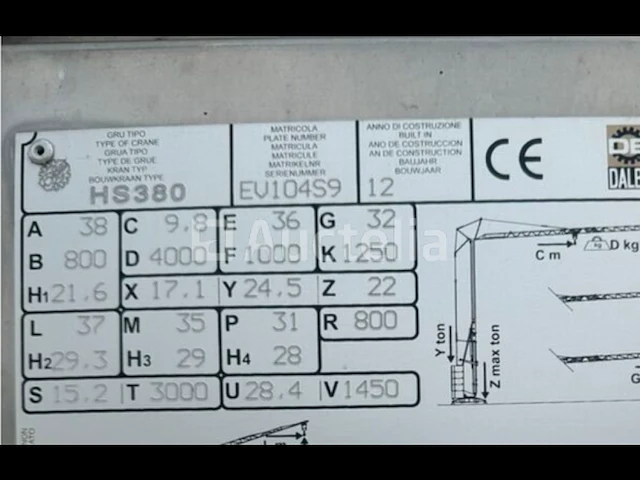 GRU TIPO
TYPE OF CRANE
GRUA TIPO
TYPE DE GRUE
KRAN TYP
BOUWKRAAN TYPE
HS380
MATRICOLA
PLATE NUMBER
MATRICULA
MATRICULE
MATRIKELNR
SERIENUMMER
EV104S9
ANNO DI COSTRUZIONE
BUILT IN
ANO DE CONSTRUCCION
AN DE CONSTRUCTION
BAUJAHR
BOUWJAAR
12
CE
A 38 C 9.8 E 36 G 32
B 800 D 4000 F 1000 K 1250
H1 21.6 X 17.1 Y 24.5 Z 22
L 37 M 35 P 31 R 800
H2 29.3 H3 29 H4 28
S 15.2 T 3000 U 28.4 V 1450
C m
kg
D kg
Y ton
Z max ton
G
Auctelia